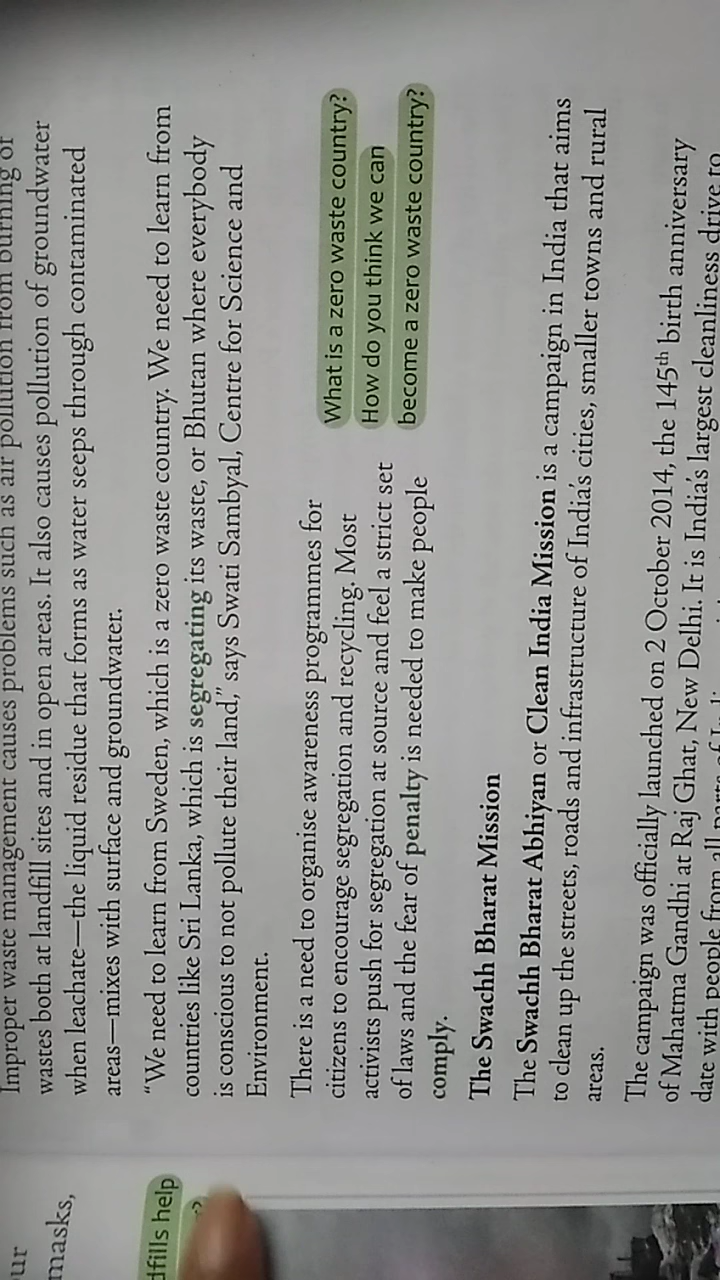 Improper waste management causes problems such as air pollution from burning of
wastes both at landfill sites and in open areas. It also causes pollution of groundwater
when leachate—the liquid residue that forms as water seeps through contaminated
areas—mixes with surface and groundwater.
“We need to learn from Sweden, which is a zero waste country. We need to learn from
countries like Sri Lanka, which is segregating its waste, or Bhutan where everybody
is conscious to not pollute their land,” says Swati Sambyal, Centre for Science and
Environment.
There is a need to organise awareness programmes for
citizens to encourage segregation and recycling. Most
activists push for segregation at source and feel a strict set
of laws and the fear of penalty is needed to make people
comply.
What is a zero waste country?
How do you think we can
become a zero waste country?
The Swachh Bharat Mission
The Swachh Bharat Abhiyan or Clean India Mission is a campaign in India that aims
to clean up the streets, roads and infrastructure of India's cities, smaller towns and rural
areas.
The campaign was officially launched on 2 October 2014, the 145th birth anniversary
of Mahatma Gandhi at Raj Ghat, New Delhi. It is India's largest cleanliness drive to
date with people from all parts of
ur
masks,
dfills help
?